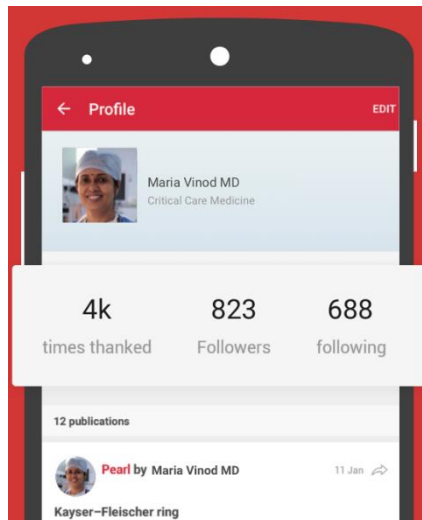 ← Profile EDIT
Maria Vinod MD
Critical Care Medicine
4k 823 688
times thanked Followers following
12 publications
Pearl by Maria Vinod MD 11 Jan
Kayser–Fleischer ring